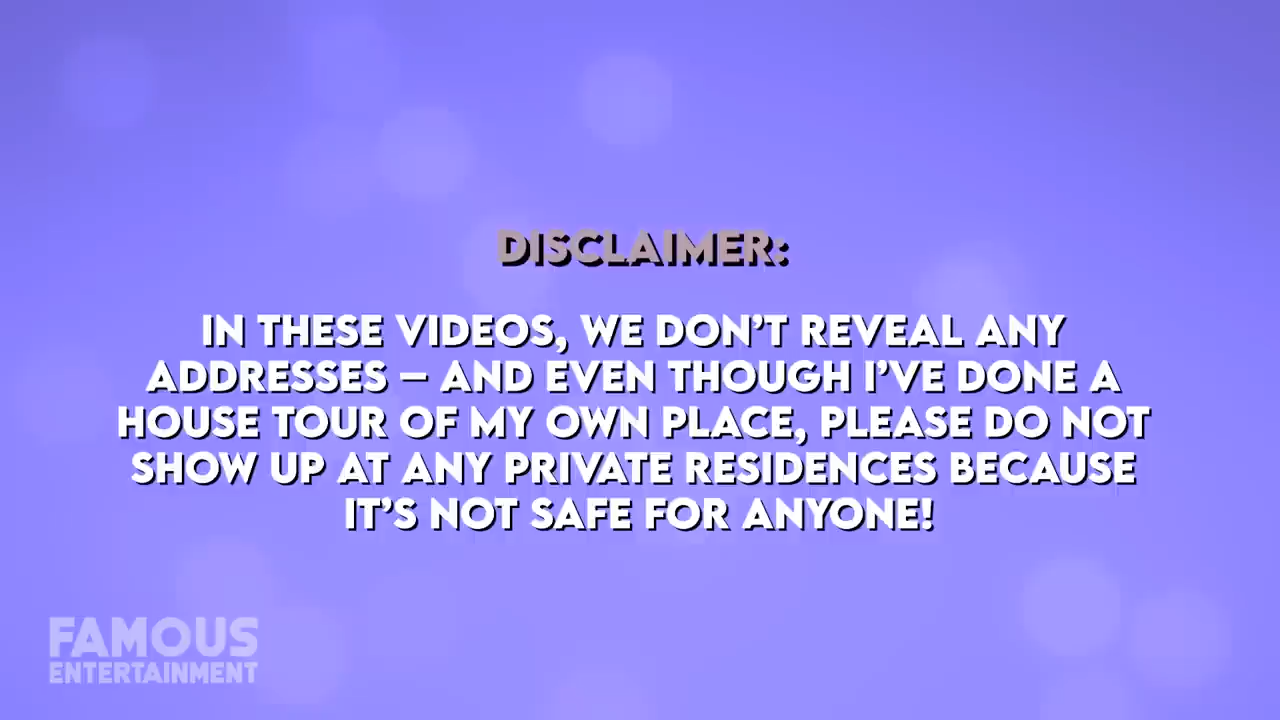 DISCLAIMER:
IN THESE VIDEOS, WE DON'T REVEAL ANY
ADDRESSES – AND EVEN THOUGH I'VE DONE A
HOUSE TOUR OF MY OWN PLACE, PLEASE DO NOT
SHOW UP AT ANY PRIVATE RESIDENCES BECAUSE
IT'S NOT SAFE FOR ANYONE!
FAMOUS
ENTERTAINMENT